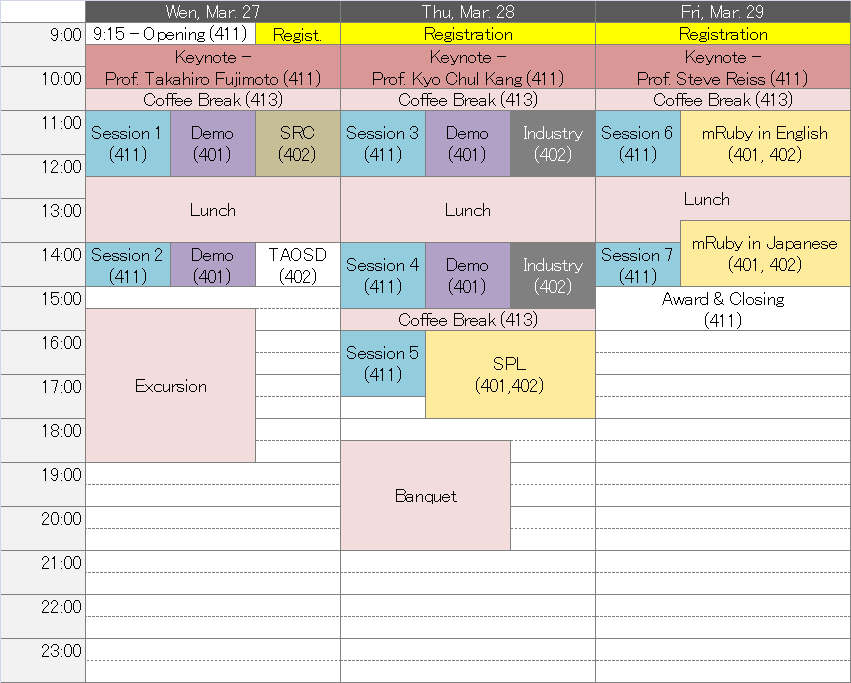 Wen, Mar. 27
Thu, Mar. 28
Fri, Mar. 29
9:00
9:15 – Opening (411)
Regist.
Registration
Registration
Keynote –
Prof. Takahiro Fujimoto (411)
Keynote –
Prof. Kyo Chul Kang (411)
Keynote –
Prof. Steve Reiss (411)
10:00
Coffee Break (413)
Coffee Break (413)
Coffee Break (413)
11:00
Session 1
(411)
Demo
(401)
SRC
(402)
Session 3
(411)
Demo
(401)
Industry
(402)
Session 6
(411)
mRuby in English
(401, 402)
12:00
Lunch
Lunch
Lunch
13:00
mRuby in Japanese
(401, 402)
14:00
Session 2
(411)
Demo
(401)
TAOSD
(402)
Session 4
(411)
Demo
(401)
Industry
(402)
Session 7
(411)
15:00
Award & Closing
(411)
Coffee Break (413)
16:00
Session 5
(411)
SPL
(401,402)
Excursion
17:00
18:00
19:00
Banquet
20:00
21:00
22:00
23:00